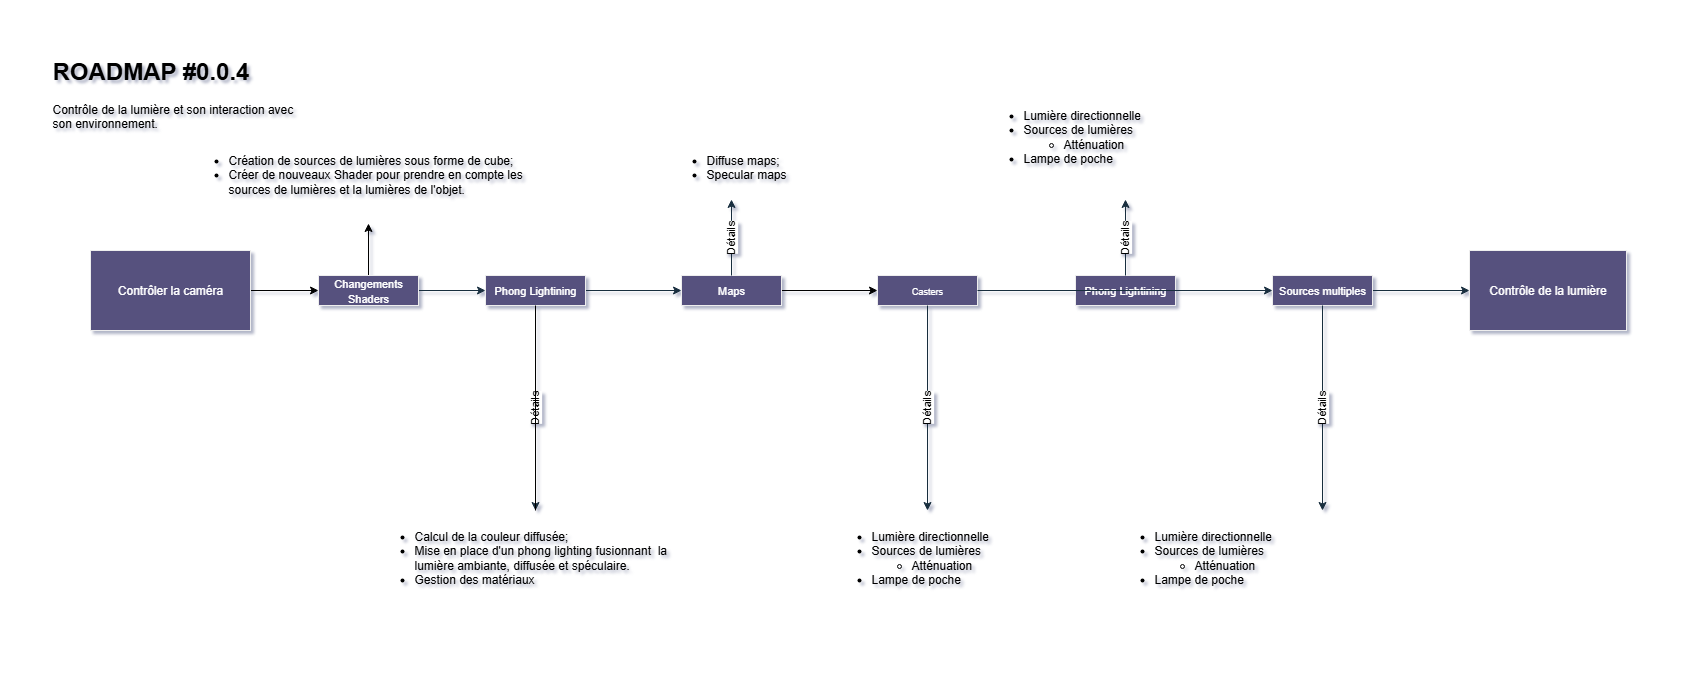 ROADMAP #0.0.4
Contrôle de la lumière et son interaction avec
son environnement.
Création de sources de lumières sous forme de cube;
Créer de nouveaux Shader pour prendre en compte les
sources de lumières et la lumières de l'objet.
Diffuse maps;
Specular maps
Lumière directionnelle
Sources de lumières
Atténuation
Lampe de poche
Détails
Détails
Contrôler la caméra
Changements
Shaders
Phong Lightining
Maps
Casters
Phong Lightining
Sources multiples
Contrôle de la lumière
Détails
Détails
Détails
Calcul de la couleur diffusée;
Mise en place d'un phong lighting fusionnant  la
lumière ambiante, diffusée et spéculaire.
Gestion des matériaux
Lumière directionnelle
Sources de lumières
Atténuation
Lampe de poche
Lumière directionnelle
Sources de lumières
Atténuation
Lampe de poche